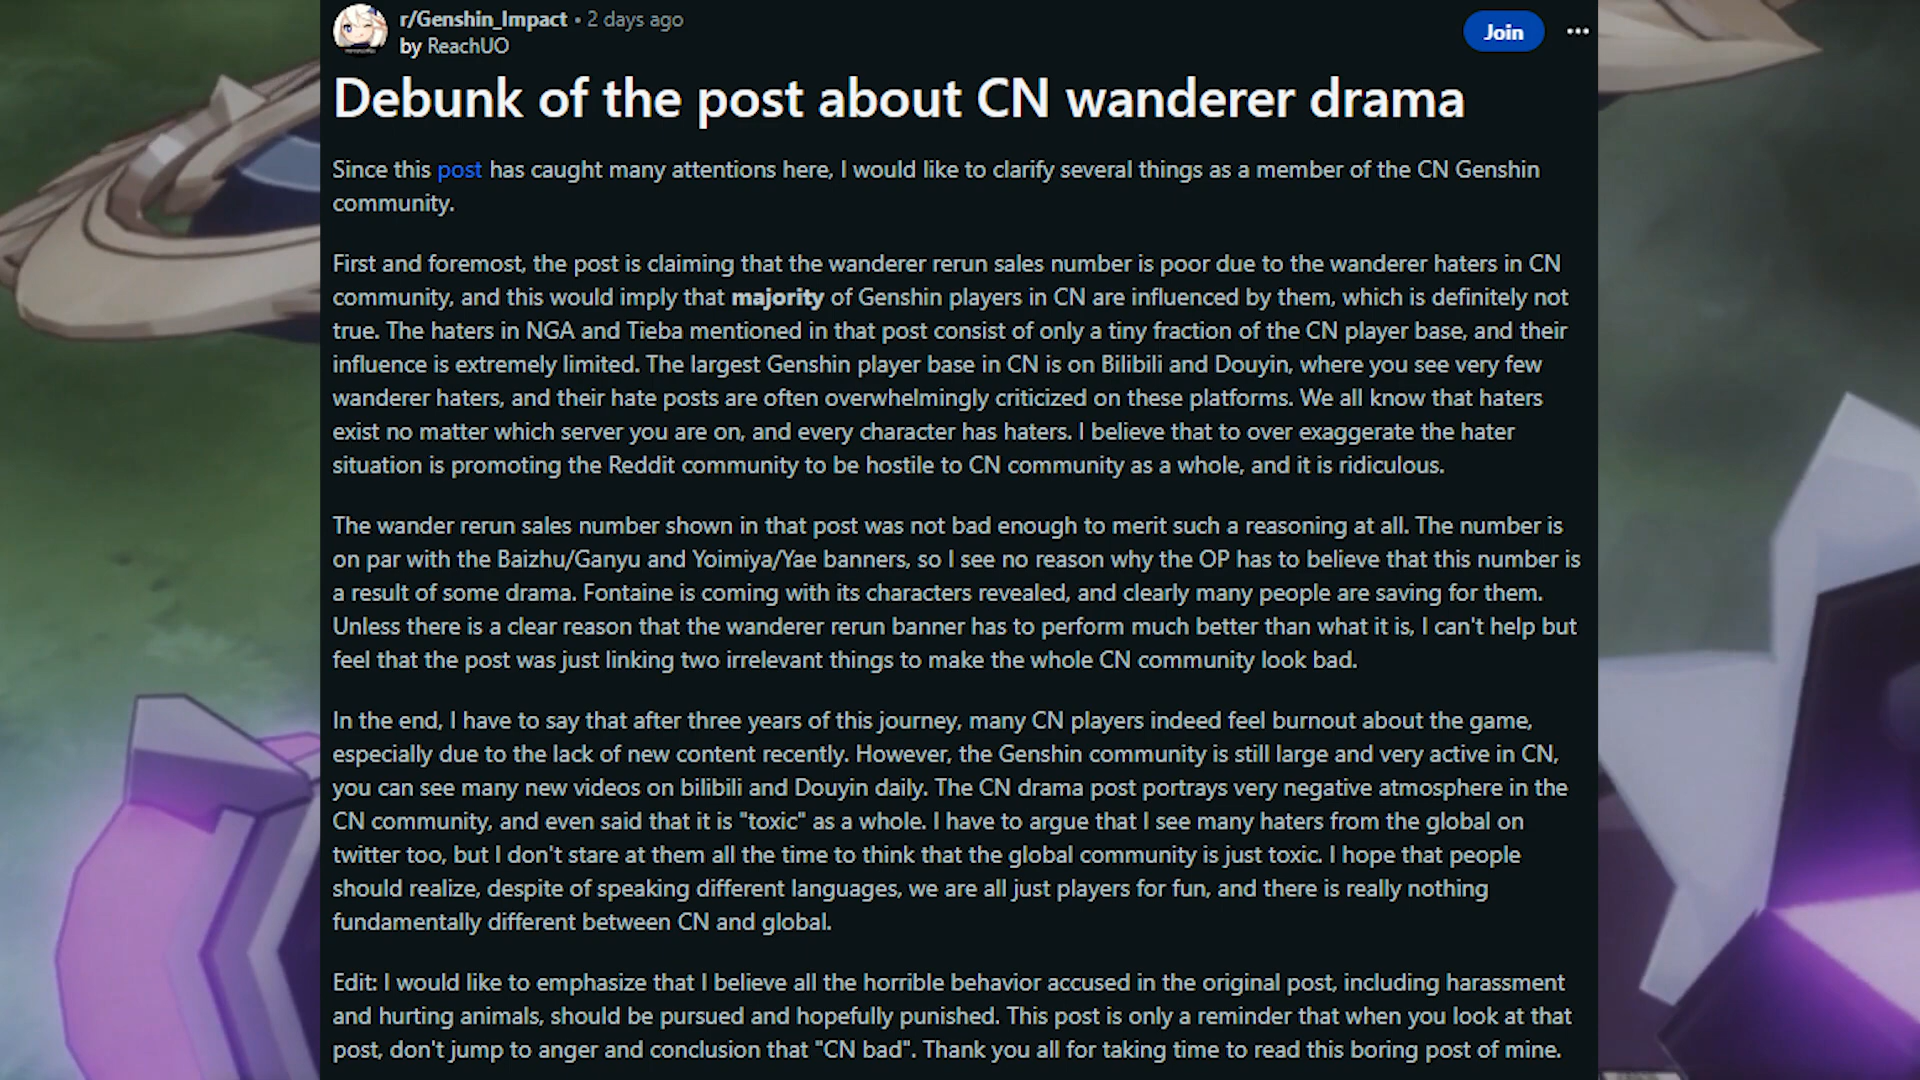 r/Genshin_Impact • 2 days ago
by ReachUO
Join
Debunk of the post about CN wanderer drama
Since this post has caught many attentions here, I would like to clarify several things as a member of the CN Genshin
community.
First and foremost, the post is claiming that the wanderer rerun sales number is poor due to the wanderer haters in CN
community, and this would imply that majority of Genshin players in CN are influenced by them, which is definitely not
true. The haters in NGA and Tieba mentioned in that post consist of only a tiny fraction of the CN player base, and their
influence is extremely limited. The largest Genshin player base in CN is on Bilibili and Douyin, where you see very few
wanderer haters, and their hate posts are often overwhelmingly criticized on these platforms. We all know that haters
exist no matter which server you are on, and every character has haters. I believe that to over exaggerate the hater
situation is promoting the Reddit community to be hostile to CN community as a whole, and it is ridiculous.
The wander rerun sales number shown in that post was not bad enough to merit such a reasoning at all. The number is
on par with the Baizhu/Ganyu and Yoimiya/Yae banners, so I see no reason why the OP has to believe that this number is
a result of some drama. Fontaine is coming with its characters revealed, and clearly many people are saving for them.
Unless there is a clear reason that the wanderer rerun banner has to perform much better than what it is, I can't help but
feel that the post was just linking two irrelevant things to make the whole CN community look bad.
In the end, I have to say that after three years of this journey, many CN players indeed feel burnout about the game,
especially due to the lack of new content recently. However, the Genshin community is still large and very active in CN,
you can see many new videos on bilibili and Douyin daily. The CN drama post portrays very negative atmosphere in the
CN community, and even said that it is "toxic" as a whole. I have to argue that I see many haters from the global on
twitter too, but I don't stare at them all the time to think that the global community is just toxic. I hope that people
should realize, despite of speaking different languages, we are all just players for fun, and there is really nothing
fundamentally different between CN and global.
Edit: I would like to emphasize that I believe all the horrible behavior accused in the original post, including harassment
and hurting animals, should be pursued and hopefully punished. This post is only a reminder that when you look at that
post, don't jump to anger and conclusion that "CN bad". Thank you all for taking time to read this boring post of mine.